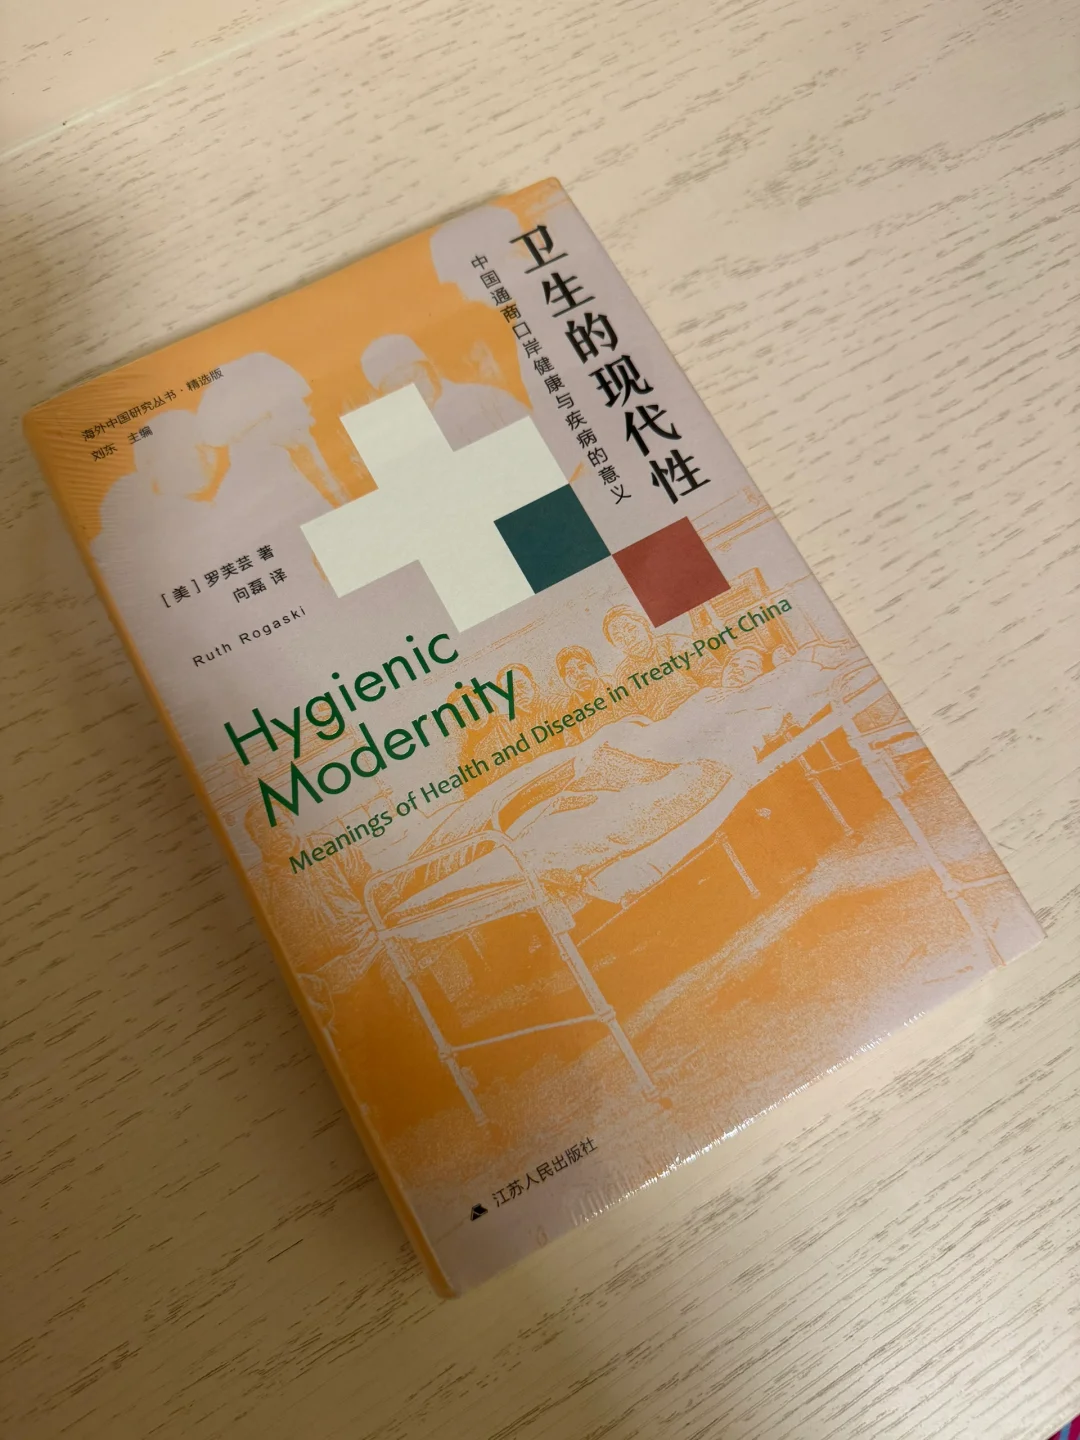 卫生的现代性
中国通商口岸健康与疾病的意义
海外中国研究丛书·精选版
刘东 主编
[美]罗芙芸 著
向磊 译
Ruth Rogaski
Hygienic
Modernity
Meanings of Health and Disease in Treaty-Port China
江苏人民出版社